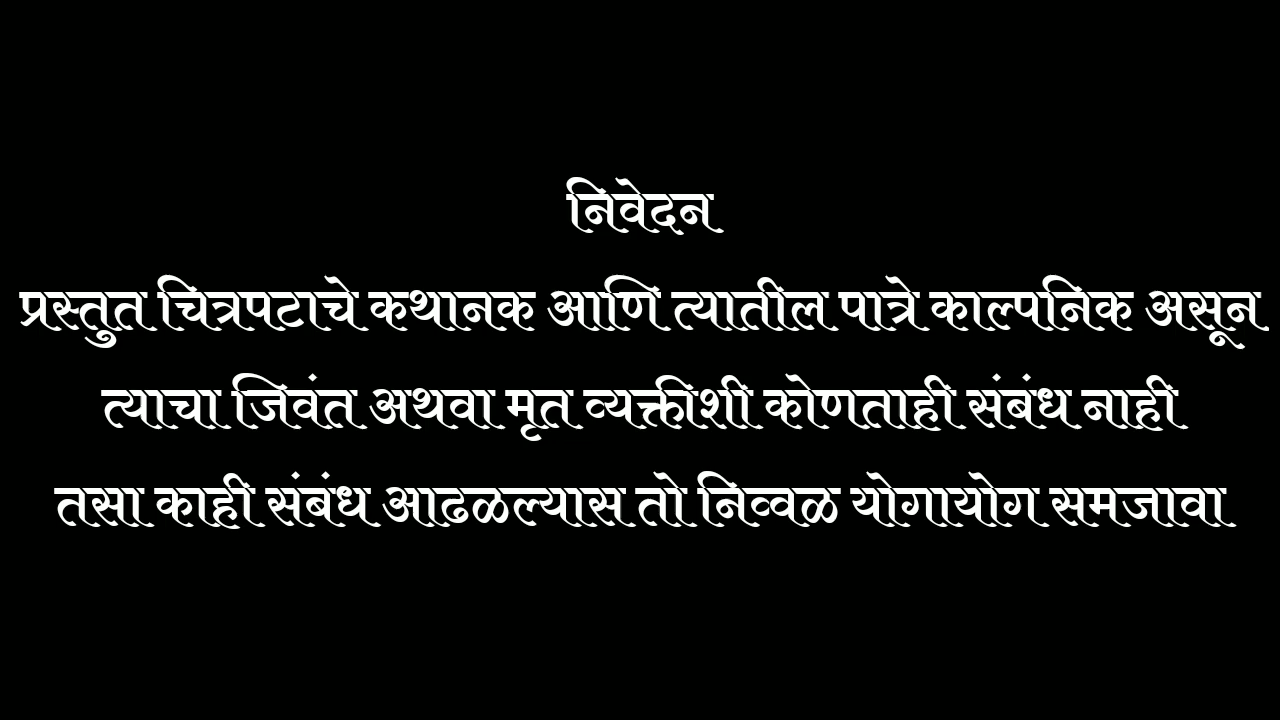 निवेदन
प्रस्तुत चित्रपटाचे कथानक आणि त्यातील पात्रे काल्पनिक असून
त्याचा जिवंत अथवा मृत व्यक्तीशी कोणताही संबंध नाही
तसा काही संबंध आढळल्यास तो निव्वळ योगायोग समजावा